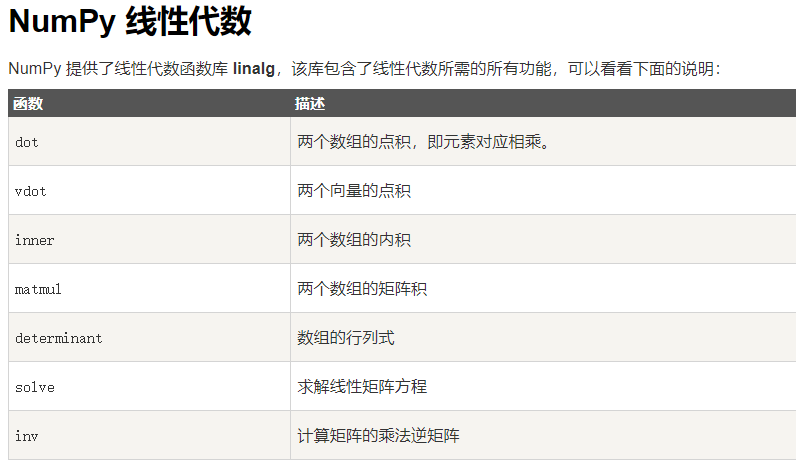 NumPy 线性代数
NumPy 提供了线性代数函数库 linalg，该库包含了线性代数所需的所有功能，可以看看下面的说明：
函数 描述
dot 两个数组的点积，即元素对应相乘。
vdot 两个向量的点积
inner 两个数组的内积
matmul 两个数组的矩阵积
determinant 数组的行列式
solve 求解线性矩阵方程
inv 计算矩阵的乘法逆矩阵